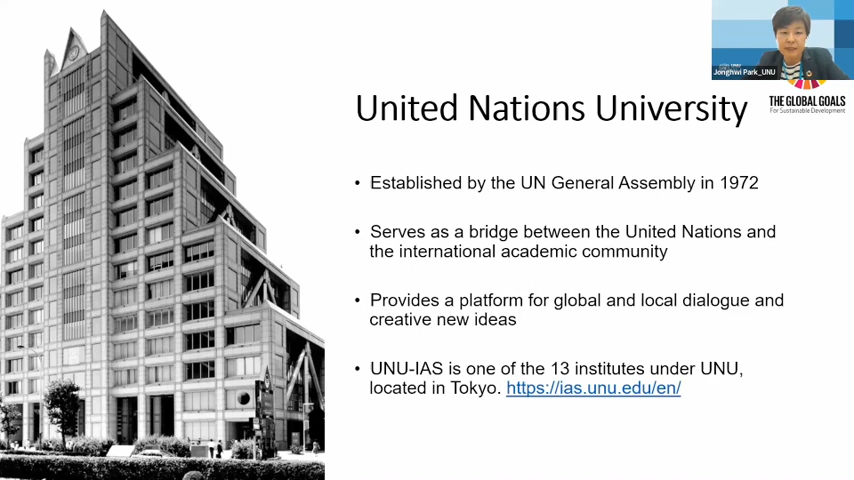 Jonghwi Park_UNU
THE GLOBAL GOALS
For Sustainable Development
United Nations University
• Established by the UN General Assembly in 1972
• Serves as a bridge between the United Nations and
the international academic community
• Provides a platform for global and local dialogue and
creative new ideas
• UNU-IAS is one of the 13 institutes under UNU,
located in Tokyo. https://ias.unu.edu/en/